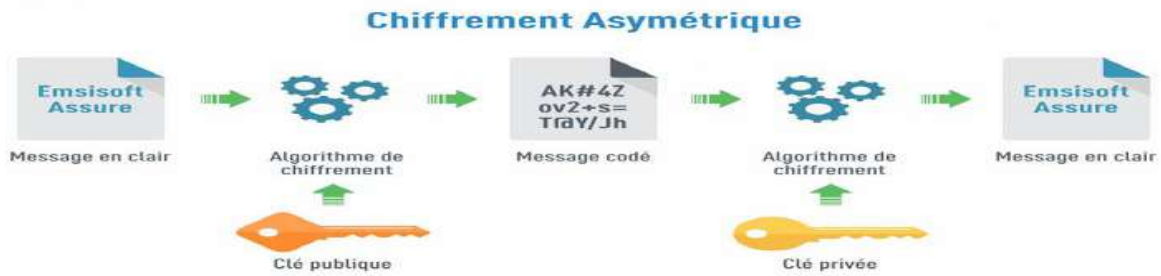 Chiffrement Asymétrique
Emsisoft
Assure
Message en clair
Algorithme de
chiffrement
Clé publique
AK#4Z
ov2+s=
T@Y/Jh
Message codé
Algorithme de
chiffrement
Clé privée
Emsisoft
Assure
Message en clair